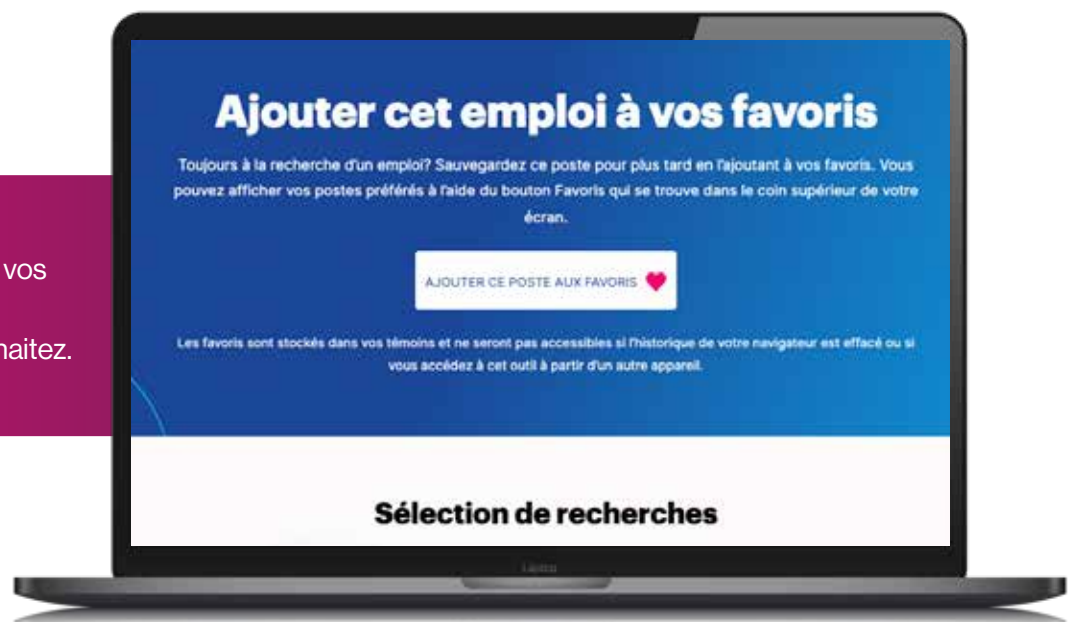 vos
haitez.
Ajouter cet emploi à vos favoris
Toujours à la recherche d'un emploi? Sauvegardez ce poste pour plus tard en l'ajoutant à vos favoris. Vous
pouvez afficher vos postes préférés à l'aide du bouton Favoris qui se trouve dans le coin supérieur de votre
écran.
AJOUTER CE POSTE AUX FAVORIS
Les favoris sont stockés dans vos témoins et ne seront pas accessibles si l'historique de votre navigateur est effacé ou si
vous accédez à cet outil à partir d'un autre appareil.
Sélection de recherches